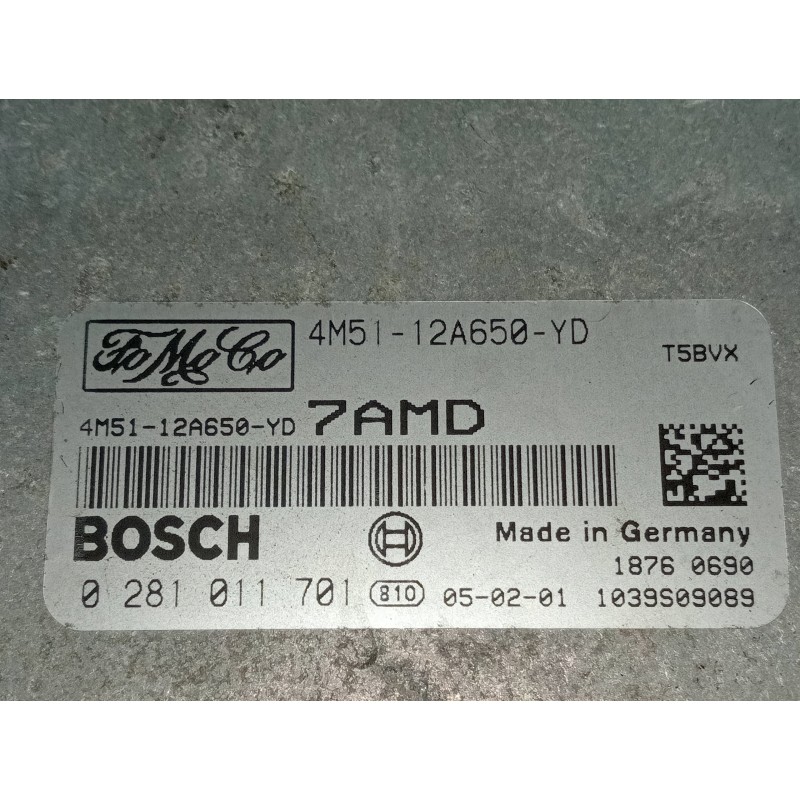 FoMoCo 4M51-12A650-YD T5BVX
4M51-12A650-YD 7AMD
BOSCH Made in Germany
1876 0690
0 281 011 701 810 05-02-01 1039S09089